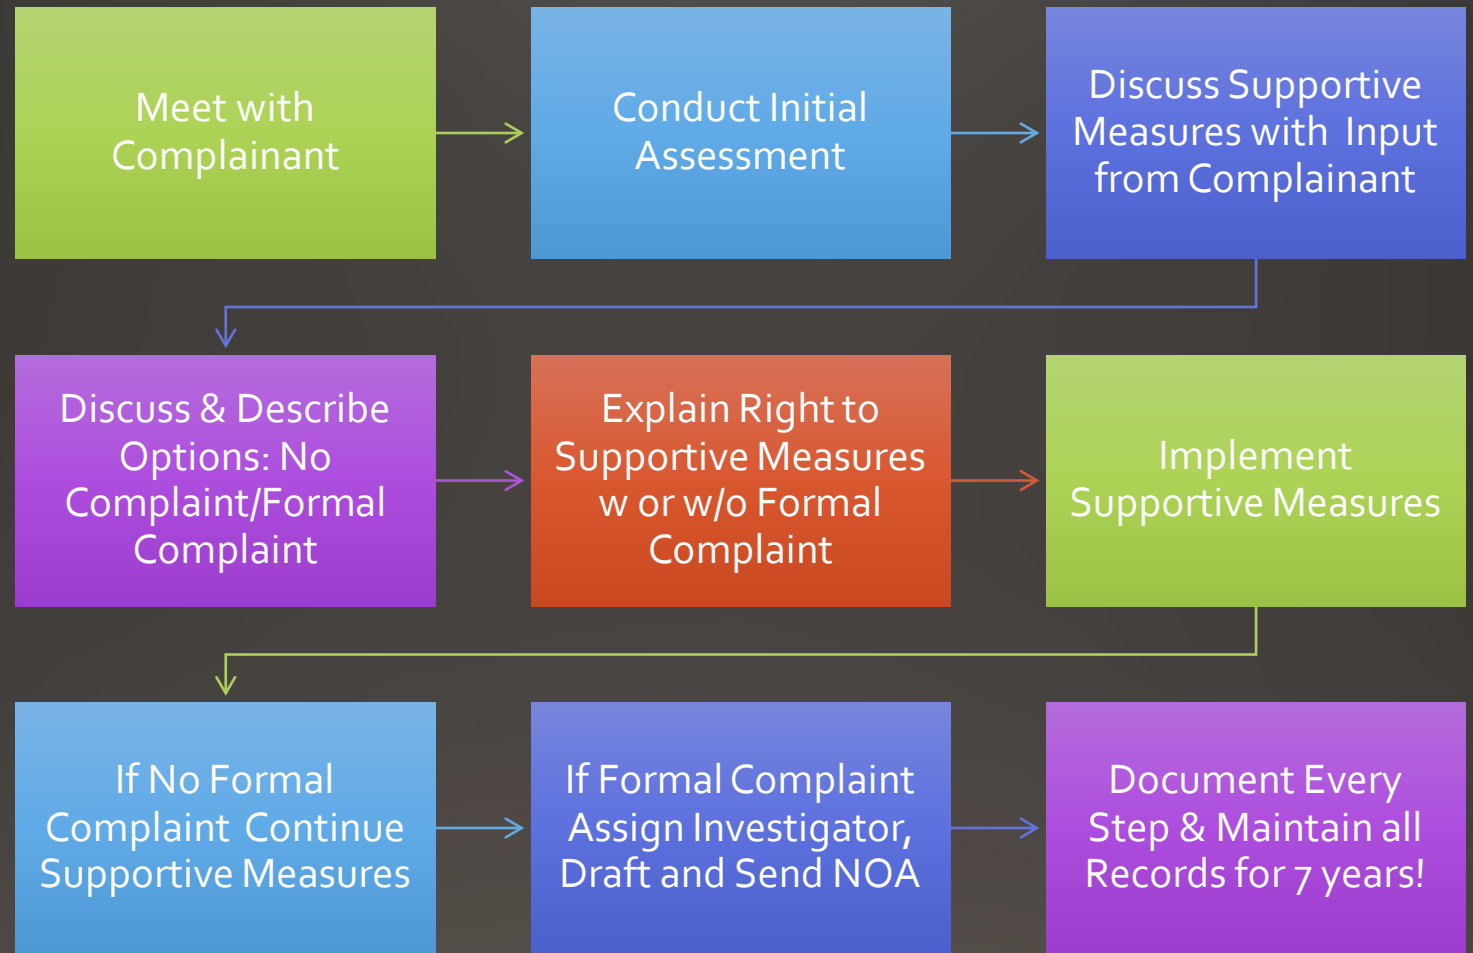 Meet with
Complainant
Conduct Initial
Assessment
Discuss Supportive
Measures with  Input
from Complainant
Discuss & Describe
Options: No
Complaint/Formal
Complaint
Explain Right to
Supportive Measures
w or w/o Formal
Complaint
Implement
Supportive Measures
If No Formal
Complaint  Continue
Supportive Measures
If Formal Complaint
Assign Investigator,
Draft and Send NOA
Document Every
Step & Maintain all
Records for 7 years!